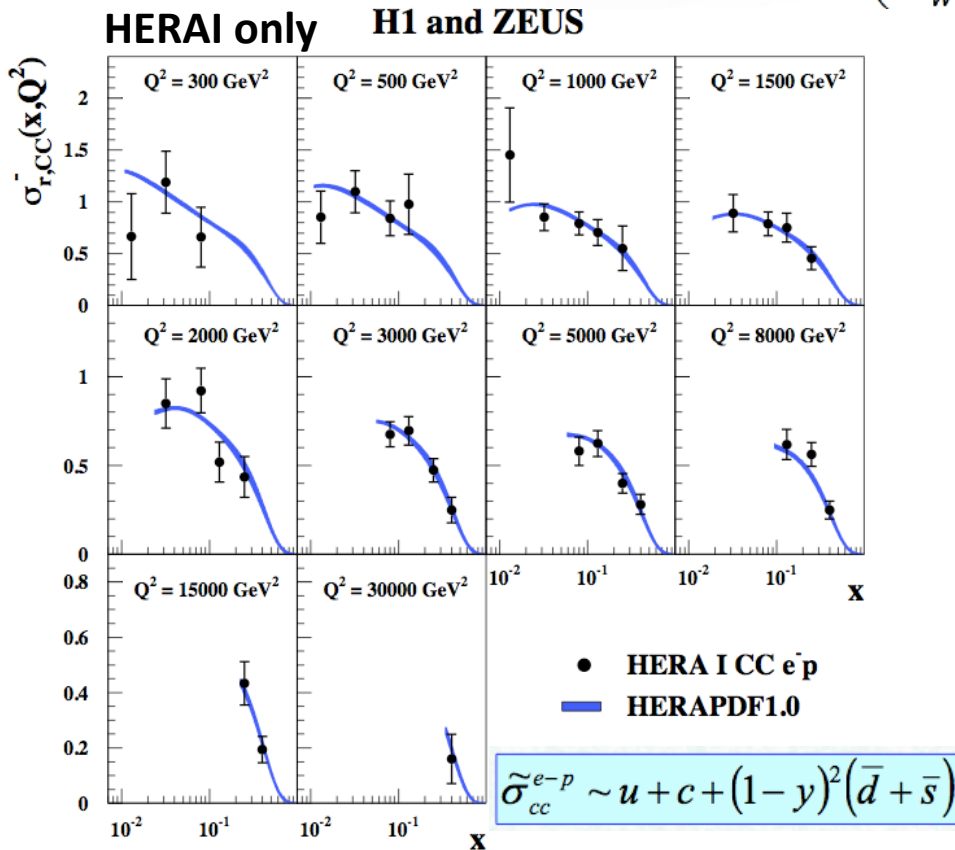 HERAI only
H1 and ZEUS
( W
σ⁻r,CC(x,Q²)
Q² = 300 GeV²
Q² = 500 GeV²
Q² = 1000 GeV²
Q² = 1500 GeV²
2
1.5
1
0.5
0
Q² = 2000 GeV²
Q² = 3000 GeV²
Q² = 5000 GeV²
Q² = 8000 GeV²
1
0.5
0
10⁻² 10⁻¹ 10⁻² 10⁻¹
x
Q² = 15000 GeV²
Q² = 30000 GeV²
0.8
0.6
0.4
0.2
0
10⁻² 10⁻¹ 10⁻² 10⁻¹
x
HERA I CC e⁻p
HERAPDF1.0
σ̃cc^e−p ~ u + c + (1 − y)²(d̅ + s̅)